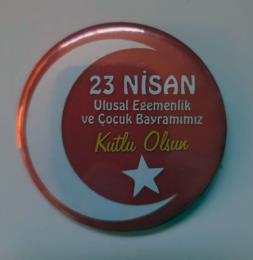 23 NİSAN
Ulusal Egemenlik
ve Çocuk Bayramımız
Kutlu Olsun